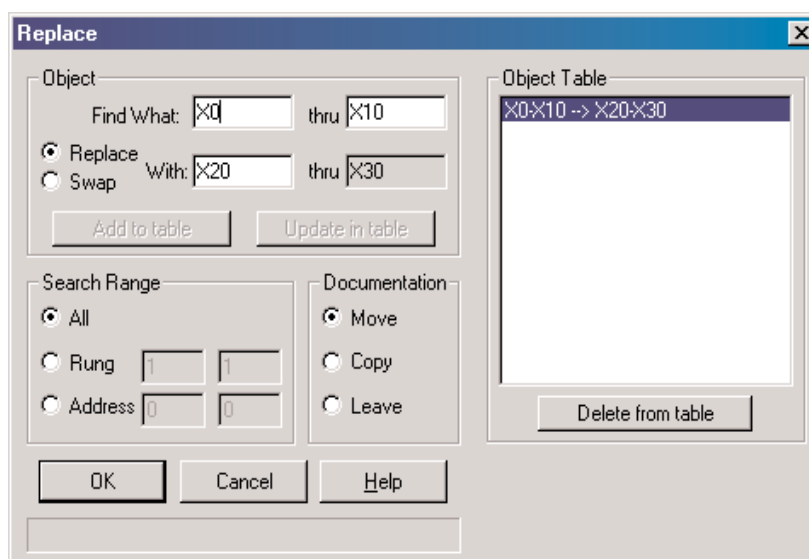 Replace
Object
Find What: X0 thru X10
Replace
Swap
With: X20 thru X30
Add to table Update in table
Object Table
X0-X10 --> X20-X30
Delete from table
Search Range
All
Rung 1 1
Address 0 0
Documentation
Move
Copy
Leave
OK Cancel Help